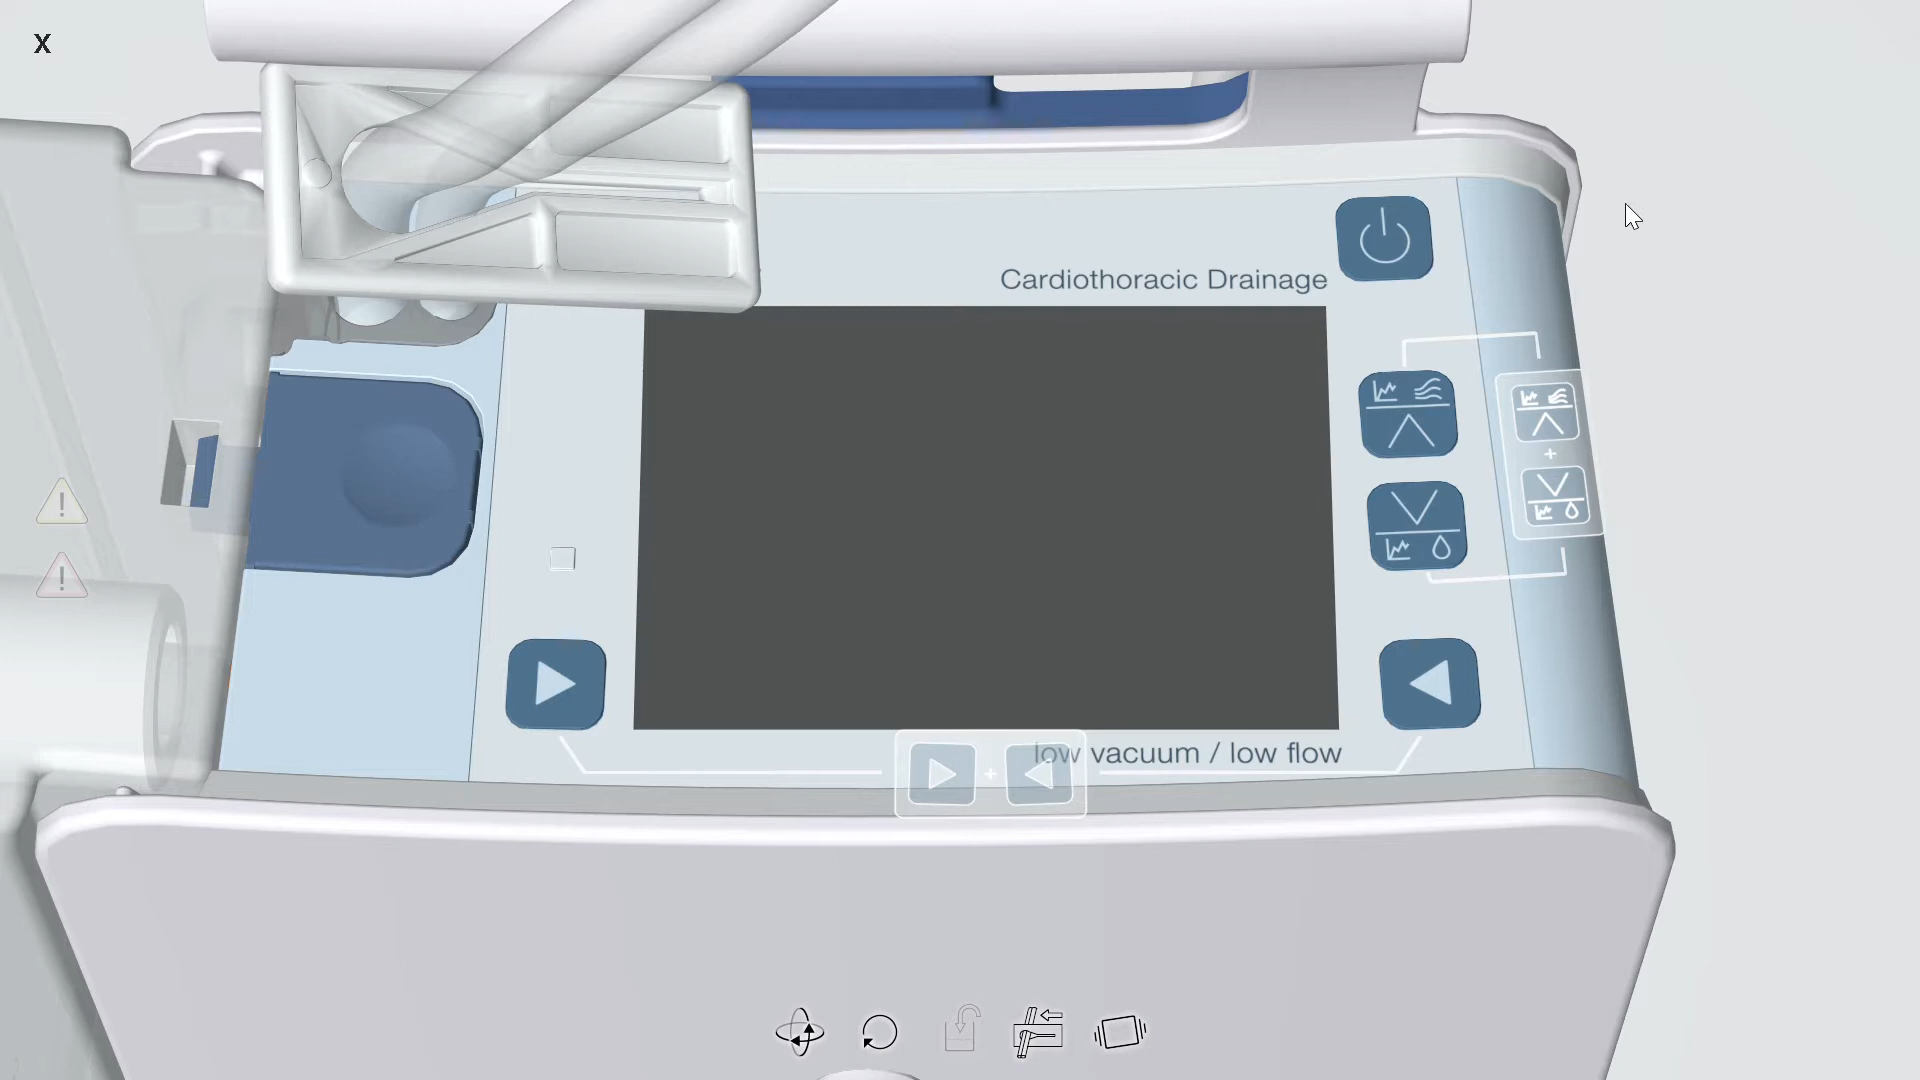 X
Cardiothoracic Drainage
+
low vacuum / low flow
+
!
!